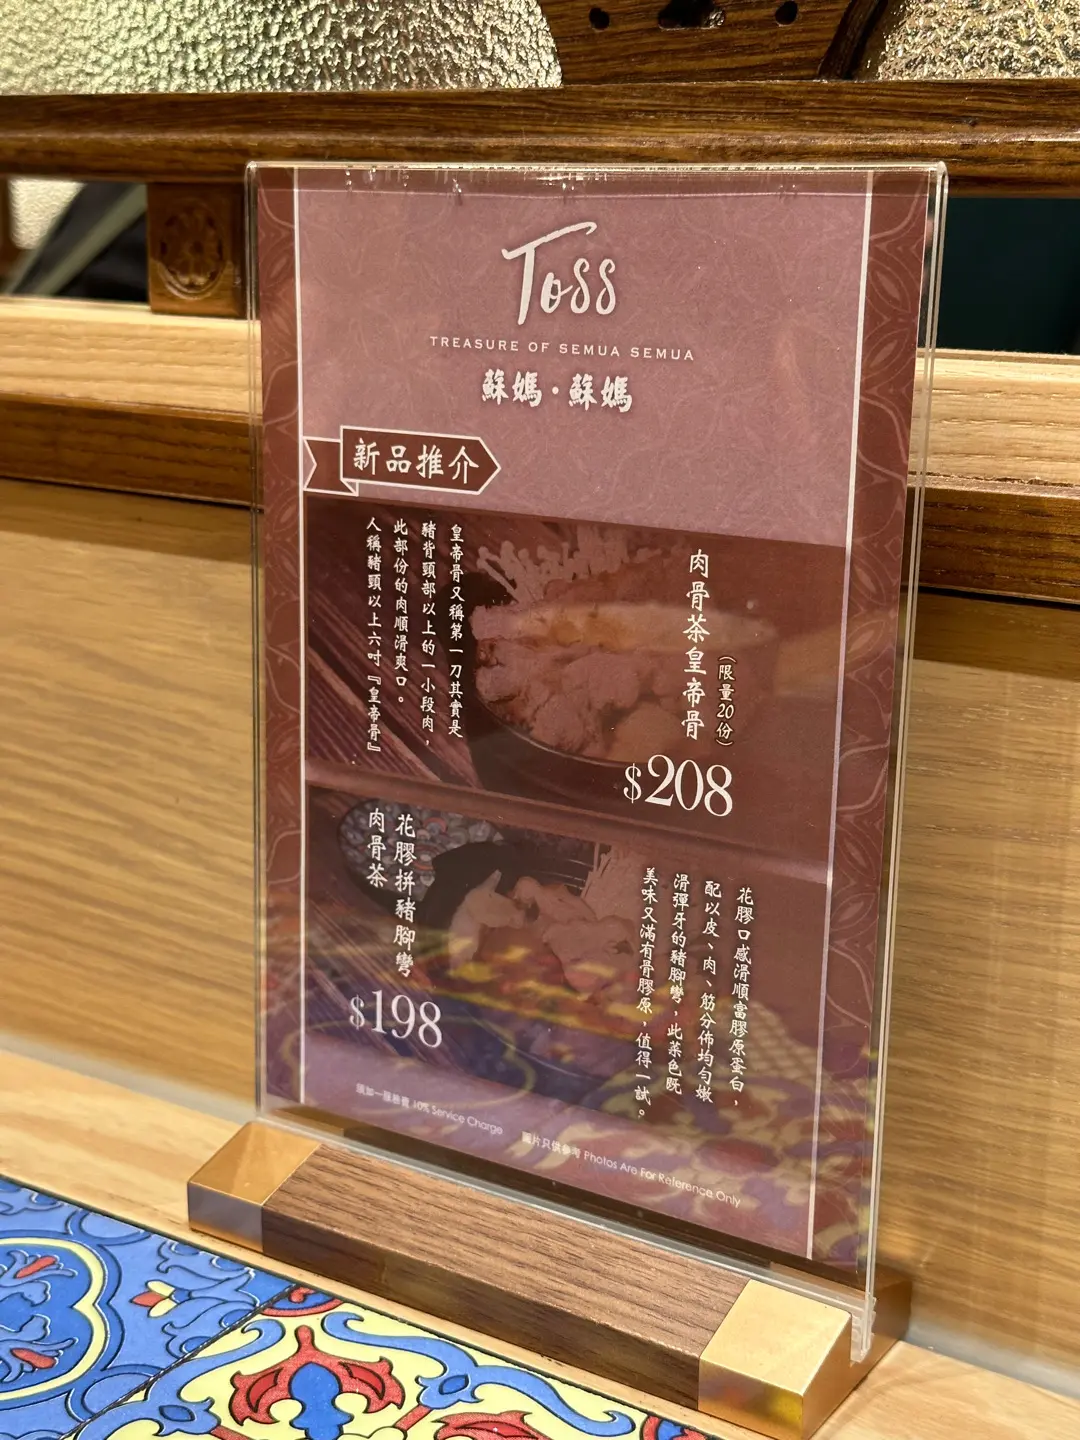 Toss
TREASURE OF SEMUA SEMUA
蘇媽·蘇媽
新品推介
肉骨茶皇帝骨
(限量20份)
$208
皇帝骨又稱第一刀其實是
豬背頸部以上的一小段肉，
此部份的肉順滑爽口。
人稱豬頸以上六吋『皇帝骨』
花膠拼豬腳彎
肉骨茶
$198
花膠口感滑順富膠原蛋白，
配以皮、肉、筋分佈均勻嫩
滑彈牙的豬腳彎，此菜色既
美味又滿有骨膠原，值得一試。
須加一服務費 10% Service Charge
圖片只供參考 Photos Are For Reference Only